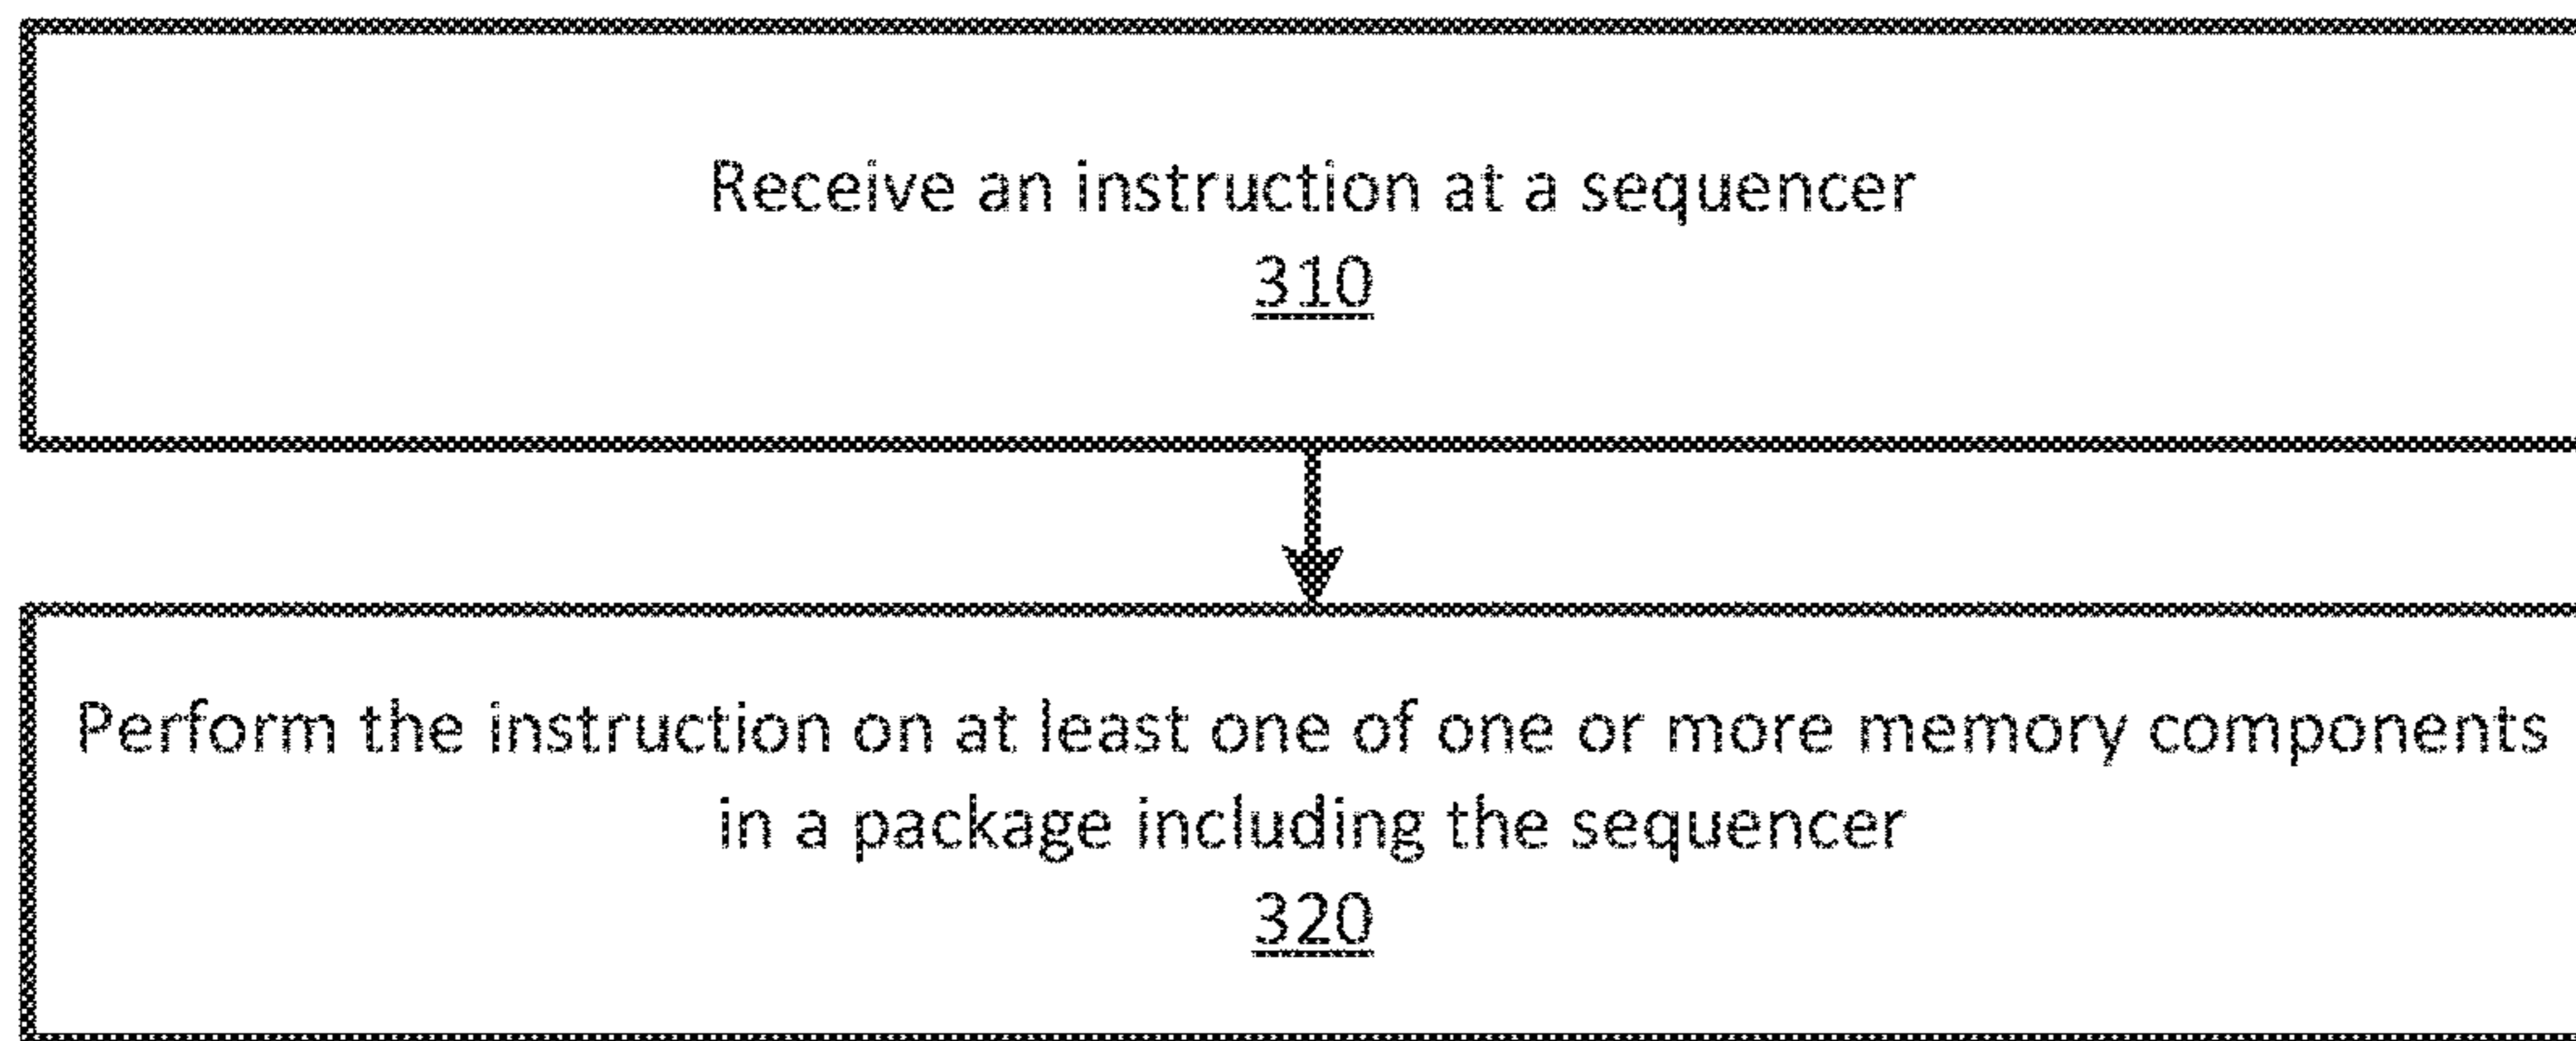 Receive an instruction at a sequencer
310
Perform the instruction on at least one of one or more memory components
in a package including the sequencer
320